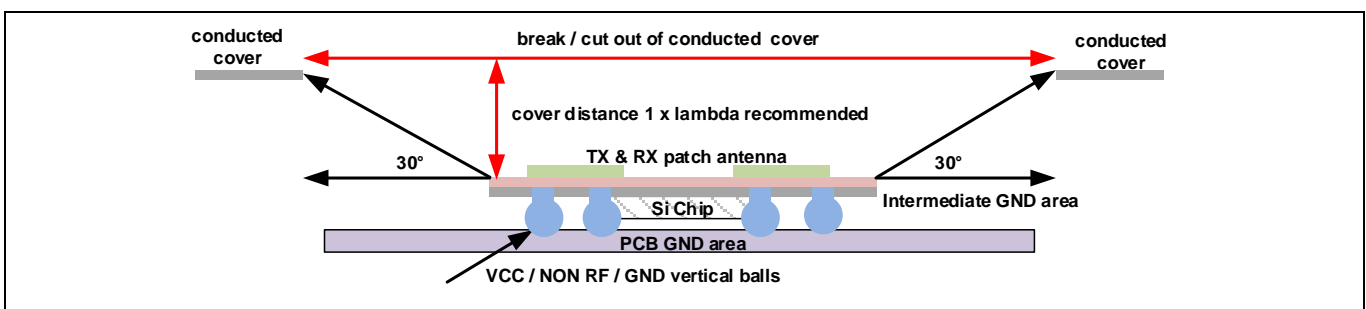 conducted
cover
break / cut out of conducted cover
conducted
cover
cover distance 1 x lambda recommended
TX & RX patch antenna
30°
30°
Intermediate GND area
Si Chip
PCB GND area
VCC / NON RF / GND vertical balls